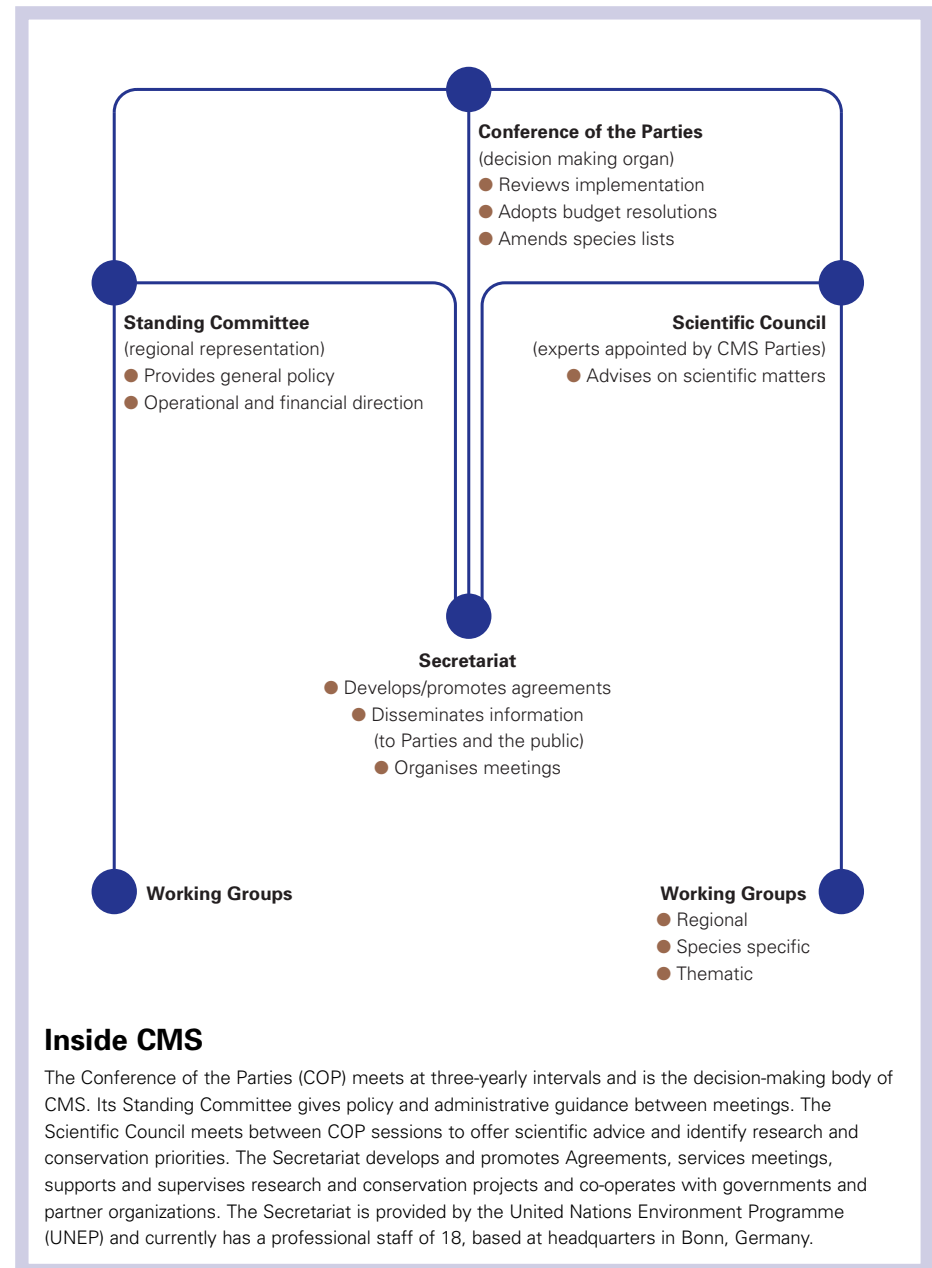 Conference of the Parties
(decision making organ)
● Reviews implementation
● Adopts budget resolutions
● Amends species lists
Standing Committee
(regional representation)
● Provides general policy
● Operational and financial direction
Scientific Council
(experts appointed by CMS Parties)
● Advises on scientific matters
Secretariat
● Develops/promotes agreements
● Disseminates information
(to Parties and the public)
● Organises meetings
Working Groups
Working Groups
● Regional
● Species specific
● Thematic
Inside CMS
The Conference of the Parties (COP) meets at three-yearly intervals and is the decision-making body of
CMS. Its Standing Committee gives policy and administrative guidance between meetings. The
Scientific Council meets between COP sessions to offer scientific advice and identify research and
conservation priorities. The Secretariat develops and promotes Agreements, services meetings,
supports and supervises research and conservation projects and co-operates with governments and
partner organizations. The Secretariat is provided by the United Nations Environment Programme
(UNEP) and currently has a professional staff of 18, based at headquarters in Bonn, Germany.